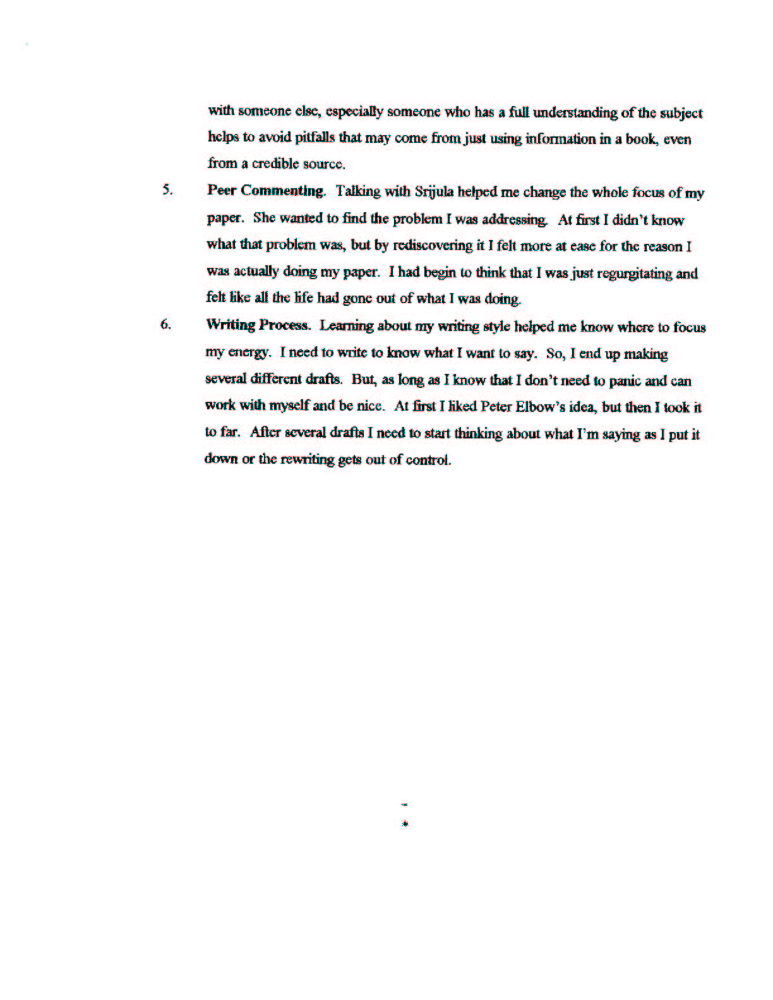 with someone else, especially someone who has a full understanding of the subject
helps to avoid pitfalls that may come from just using information in a book, even
from a credible source.
5. Peer Commenting. Talking with Srijula helped me change the whole focus of my
paper. She wanted to find the problem I was addressing. At first I didn't know
what that problem was, but by rediscovering it I felt more at ease for the reason I
was actually doing my paper. I had begin to think that I was just regurgitating and
felt like all the life had gone out of what I was doing.
6. Writing Process. Learning about my writing style helped me know where to focus
my energy. I need to write to know what I want to say. So, I end up making
several different drafts. But, as long as I know that I don't need to panic and can
work with myself and be nice. At first I liked Peter Elbow's idea, but then I took it
to far. After several drafts I need to start thinking about what I'm saying as I put it
down or the rewriting gets out of control.